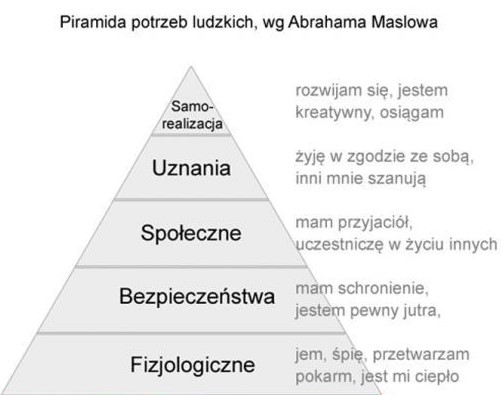 Piramida potrzeb ludzkich, wg Abrahama Maslowa
Samo-
realizacja
rozwijam się, jestem
kreatywny, osiągam
Uznania
żyję w zgodzie ze sobą,
inni mnie szanują
Społeczne
mam przyjaciół,
uczestniczę w życiu innych
Bezpieczeństwa
mam schronienie,
jestem pewny jutra,
Fizjologiczne
jem, śpię, przetwarzam
pokarm, jest mi ciepło